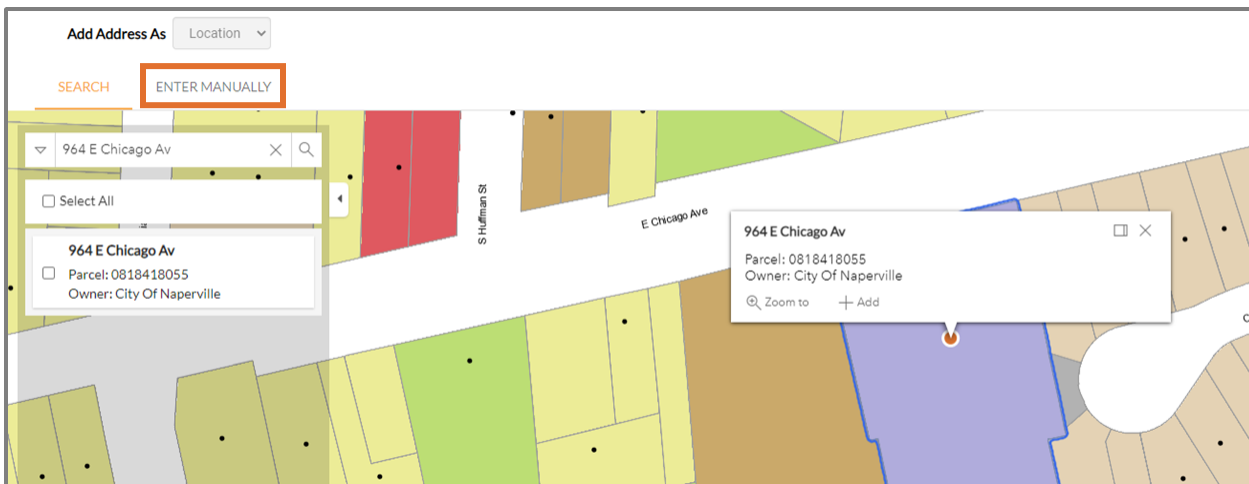 Add Address As Location
SEARCH ENTER MANUALLY
964 E Chicago Av
Select All
964 E Chicago Av
Parcel: 0818418055
Owner: City Of Naperville
S Huffman St
E Chicago Ave
964 E Chicago Av
Parcel: 0818418055
Owner: City Of Naperville
Zoom to Add